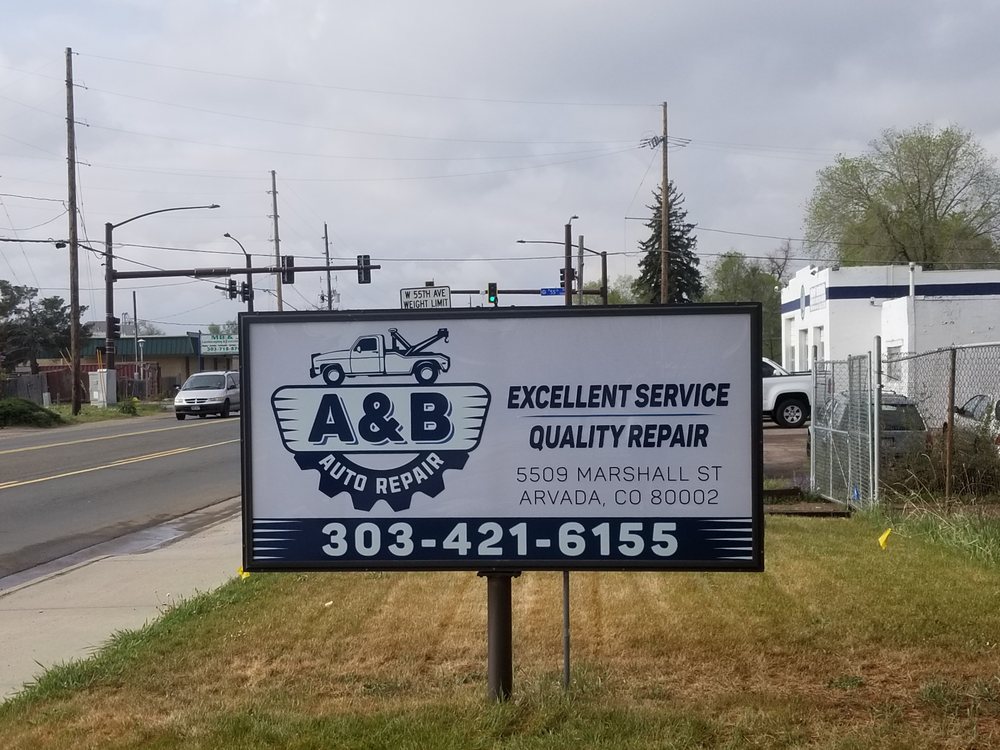 W 55TH AVE
WEIGHT LIMIT
A&B
AUTO REPAIR
EXCELLENT SERVICE
QUALITY REPAIR
5509 MARSHALL ST
ARVADA, CO 80002
303-421-6155